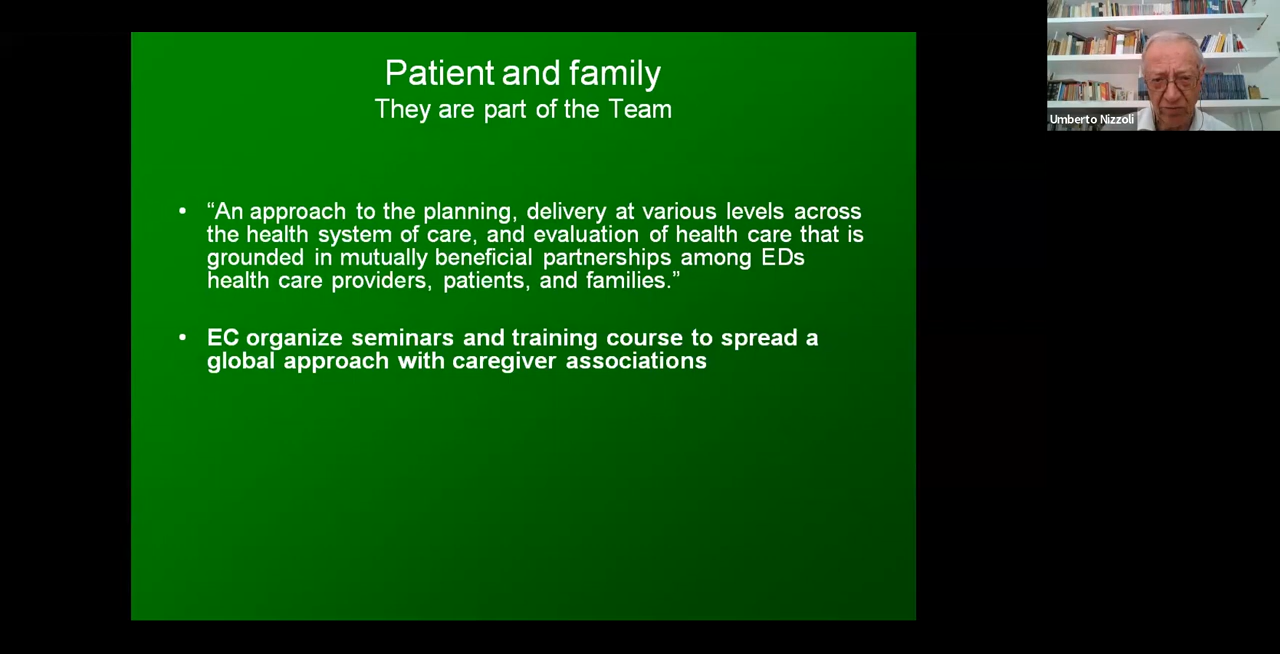 Patient and family
They are part of the Team
• “An approach to the planning, delivery at various levels across
the health system of care, and evaluation of health care that is
grounded in mutually beneficial partnerships among EDs
health care providers, patients, and families.”
• EC organize seminars and training course to spread a
global approach with caregiver associations
Umberto Nizzoli